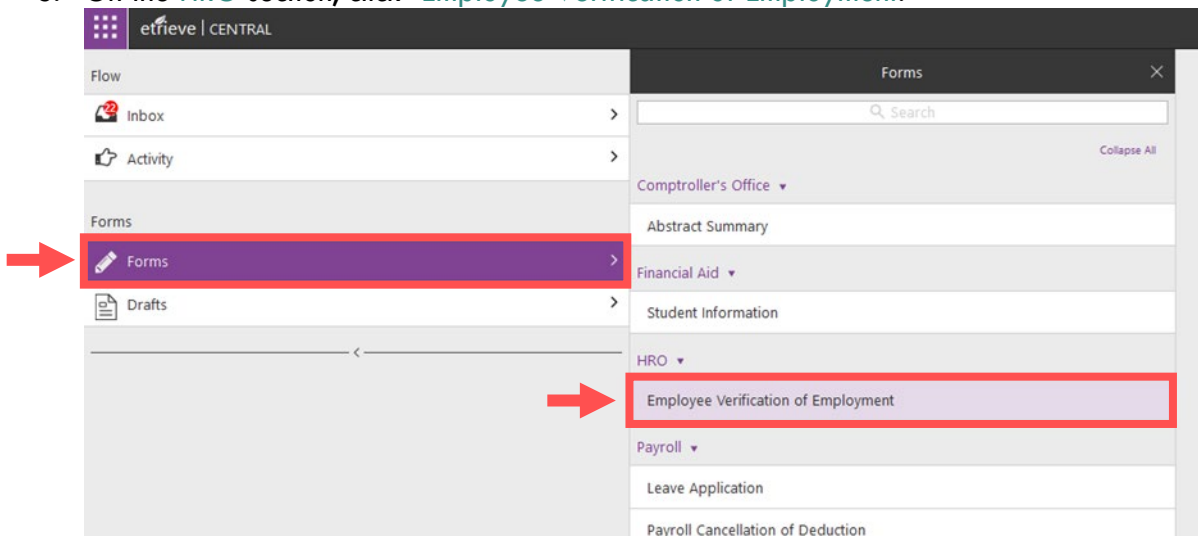 etrieve | CENTRAL
Flow
22
Inbox
Activity
Forms
Forms
Drafts
Forms
Search
Collapse All
Comptroller's Office
Abstract Summary
Financial Aid
Student Information
HRO
Employee Verification of Employment
Payroll
Leave Application
Payroll Cancellation of Deduction